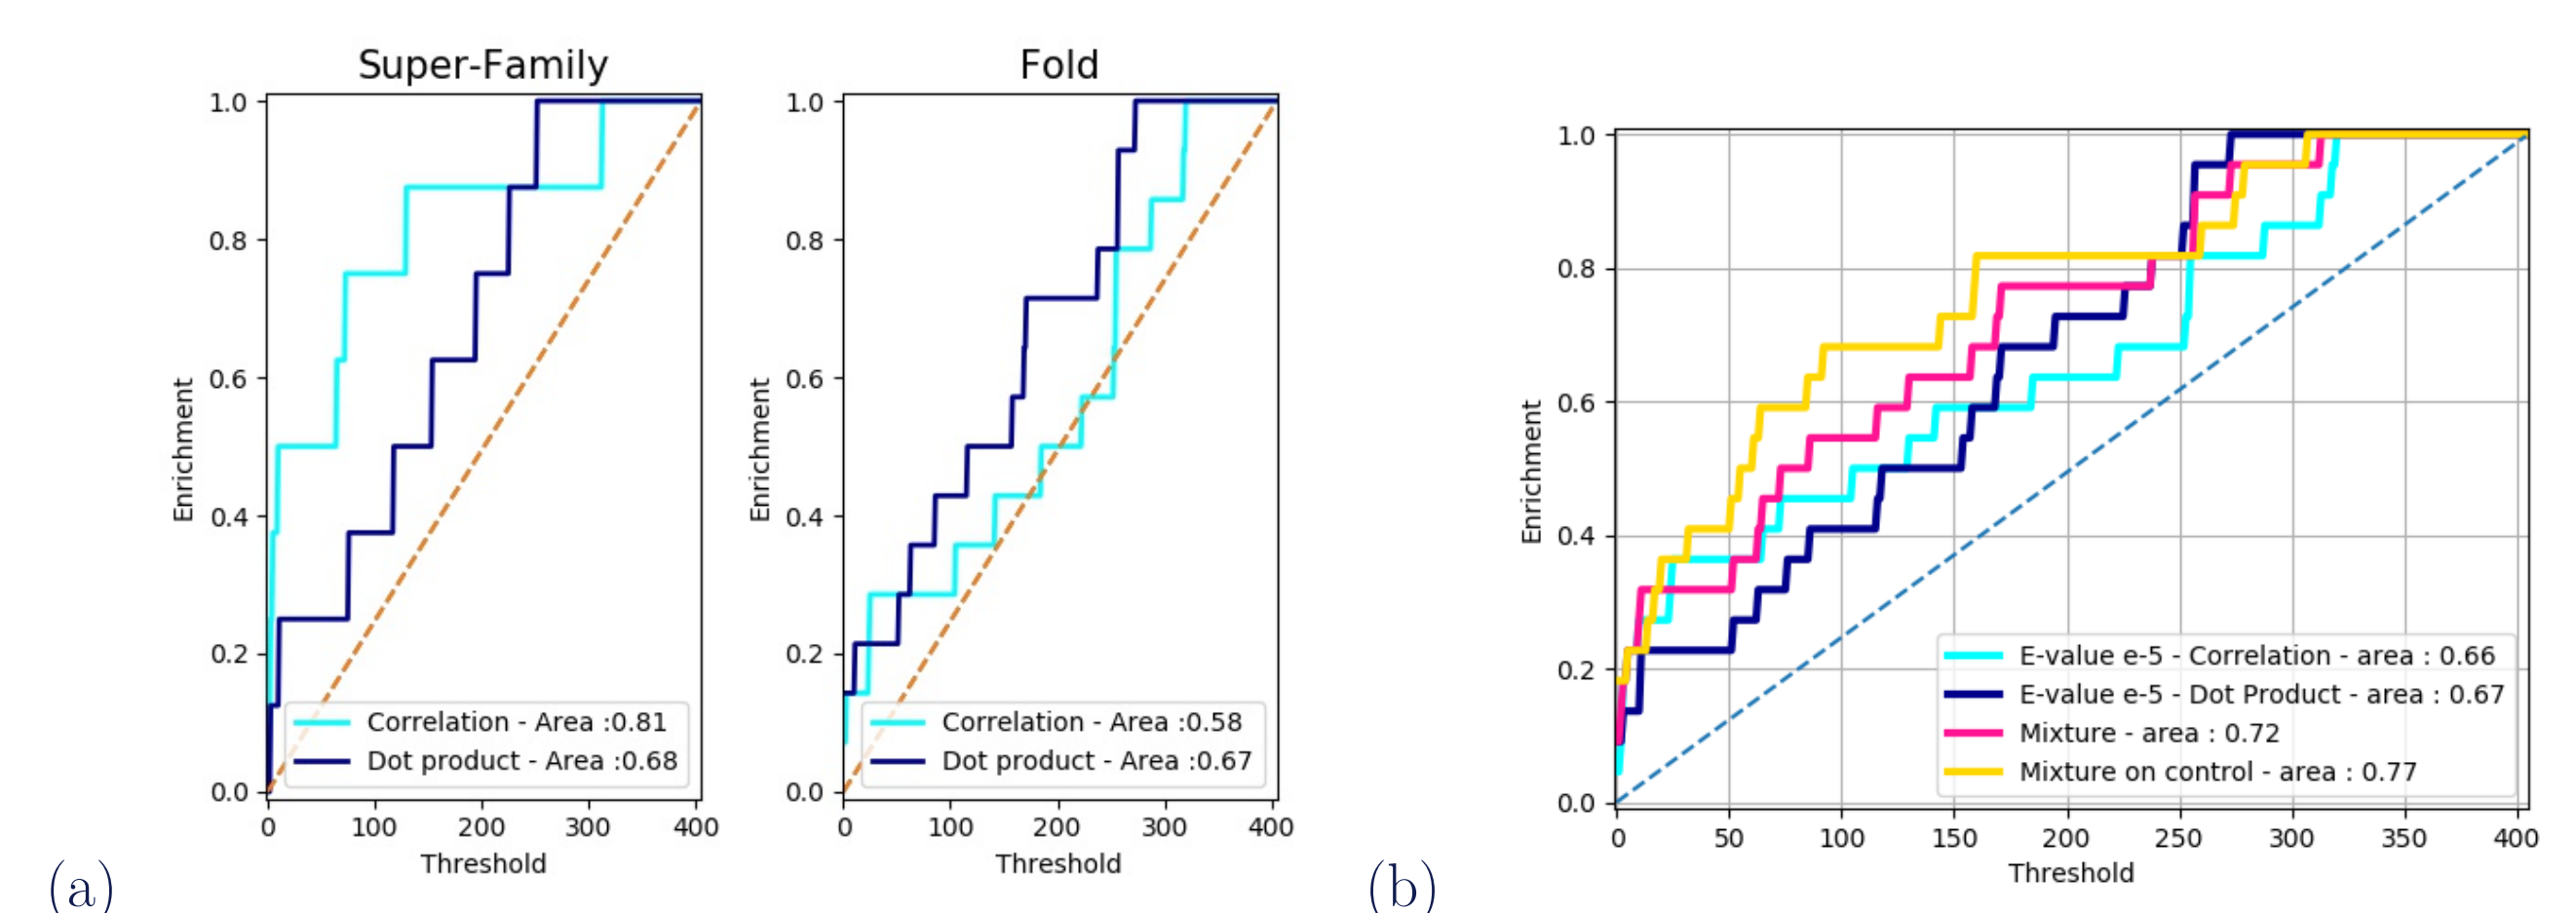 Super-Family
Enrichment
1.0
0.8
0.6
0.4
0.2
0.0
Correlation - Area :0.81
Dot product - Area :0.68
0 100 200 300 400
Threshold
(a)
Fold
Enrichment
1.0
0.8
0.6
0.4
0.2
0.0
Correlation - Area :0.58
Dot product - Area :0.67
0 100 200 300 400
Threshold
Enrichment
1.0
0.8
0.6
0.4
0.2
0.0
E-value e-5 - Correlation - area : 0.66
E-value e-5 - Dot Product - area : 0.67
Mixture - area : 0.72
Mixture on control - area : 0.77
0 50 100 150 200 250 300 350 400
Threshold
(b)